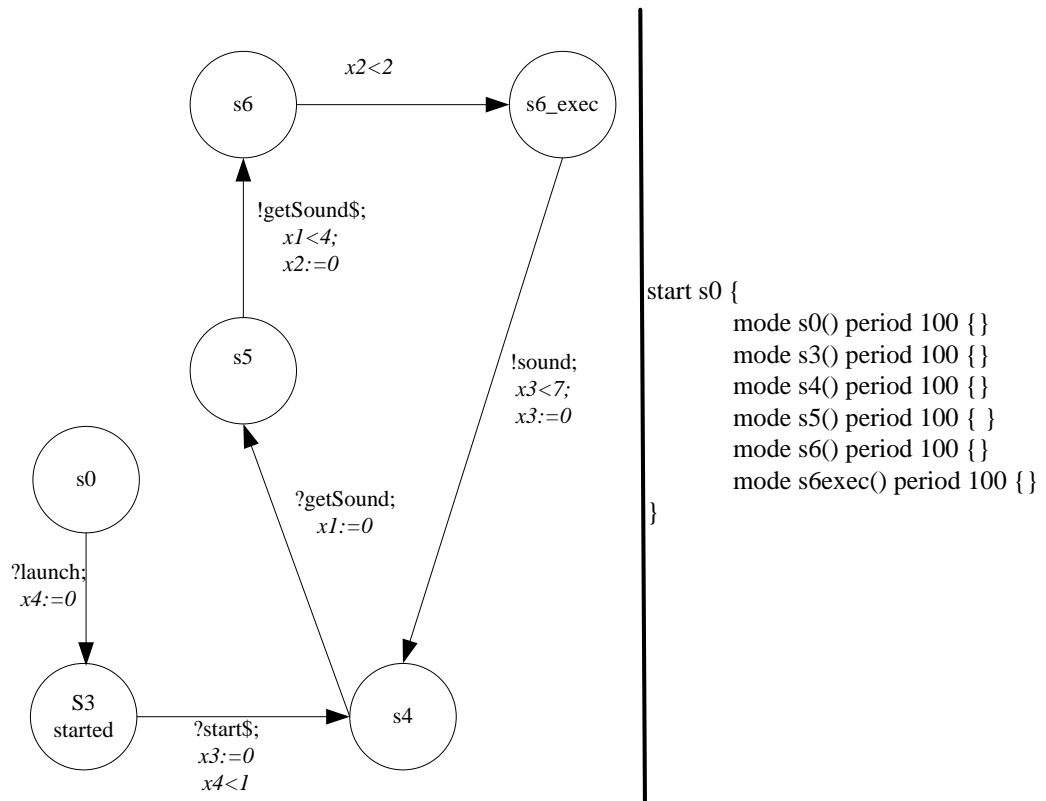 x2<2
s6
s6_exec
!getSound$;
x1<4;
x2:=0
s5
!sound;
x3<7;
x3:=0
s0
?getSound;
x1:=0
?launch;
x4:=0
S3
started
s4
?start$;
x3:=0
x4<1
start s0 {
mode s0() period 100 {}
mode s3() period 100 {}
mode s4() period 100 {}
mode s5() period 100 { }
mode s6() period 100 {}
mode s6exec() period 100 {}
}